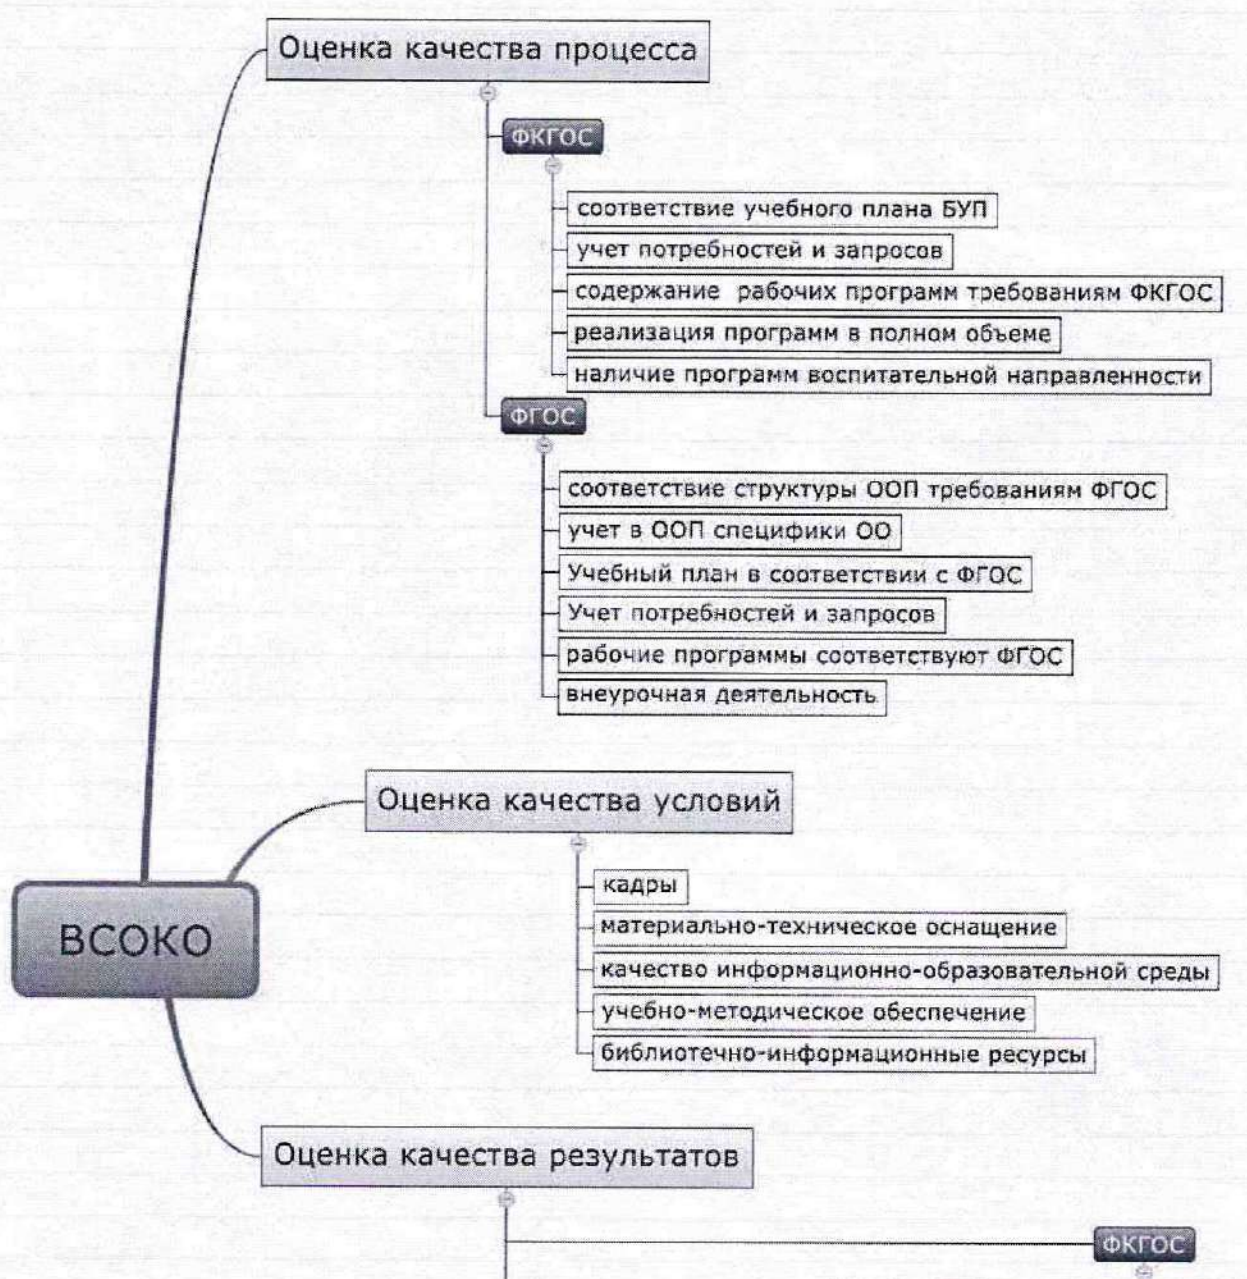 Оценка качества процесса
ФКГОС
соответствие учебного плана БУП
учет потребностей и запросов
содержание рабочих программ требованиям ФКГОС
реализация программ в полном объеме
наличие программ воспитательной направленности
ФГОС
соответствие структуры ООП требованиям ФГОС
учет в ООП специфики ОО
Учебный план в соответствии с ФГОС
Учет потребностей и запросов
рабочие программы соответствуют ФГОС
внеурочная деятельность
Оценка качества условий
кадры
материально-техническое оснащение
качество информационно-образовательной среды
учебно-методическое обеспечение
библиотечно-информационные ресурсы
ВСОКО
Оценка качества результатов
ФКГОС